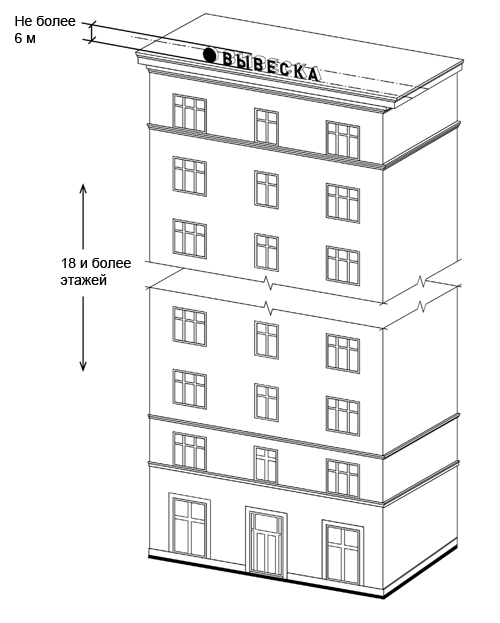 Не более
6 м
ВЫВЕСКА
18 и более
этажей